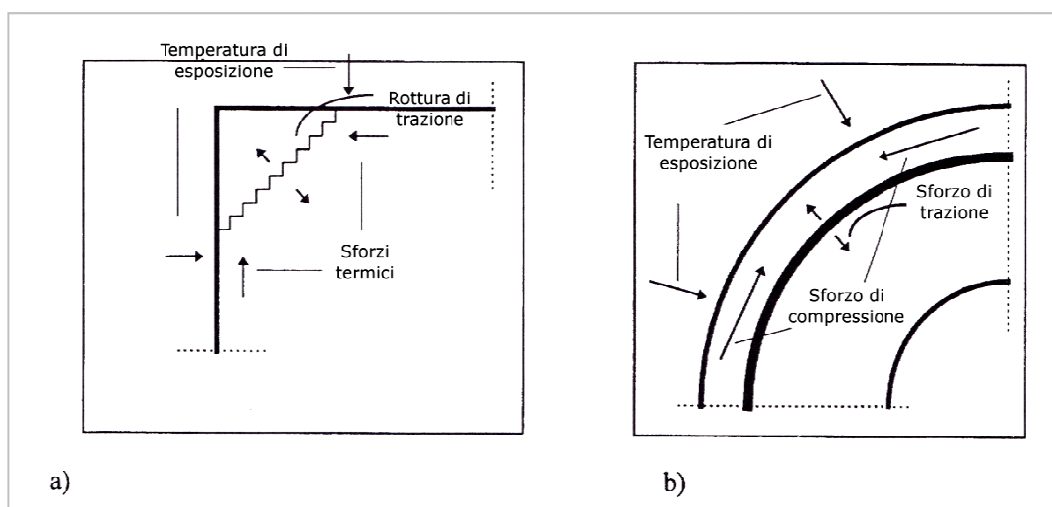 Temperatura di
esposizione
Rottura di
trazione
Sforzi
termici
a)
Temperatura di
esposizione
Sforzo di
trazione
Sforzo di
compressione
b)